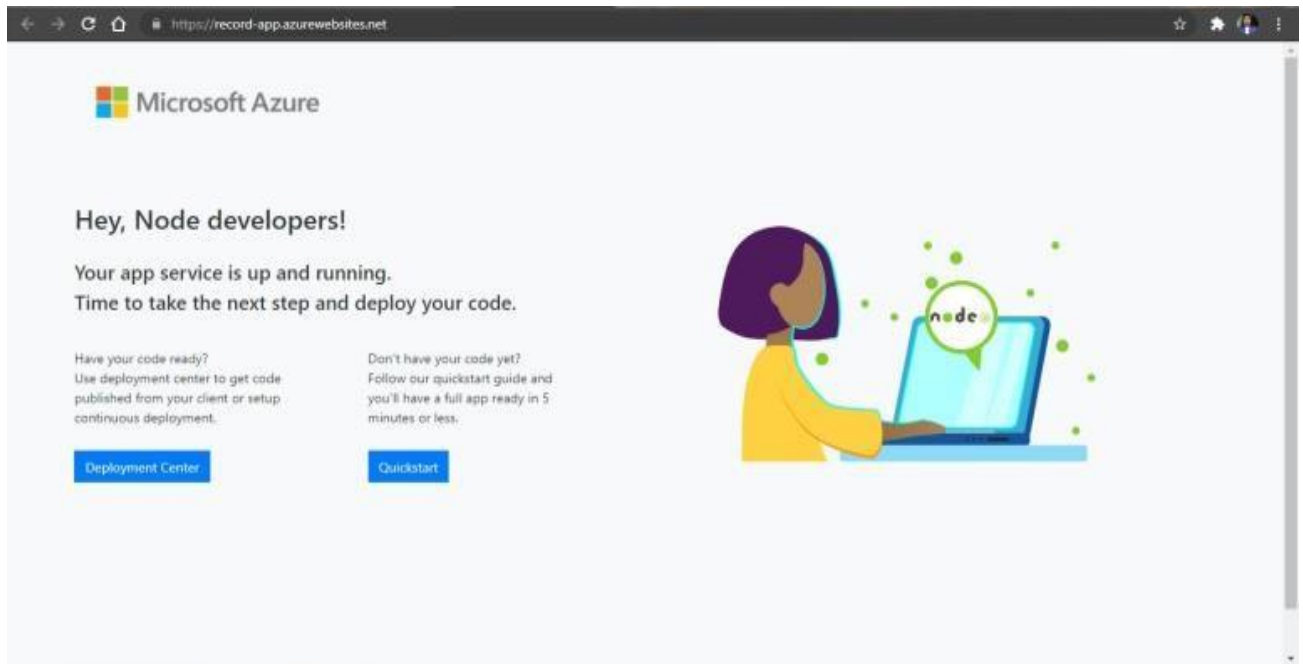 https://record-app.azurewebsites.net
Microsoft Azure
Hey, Node developers!
Your app service is up and running.
Time to take the next step and deploy your code.
Have your code ready?
Use deployment center to get code
published from your client or setup
continuous deployment.
Deployment Center
Don't have your code yet?
Follow our quickstart guide and
you'll have a full app ready in 5
minutes or less.
Quickstart
node